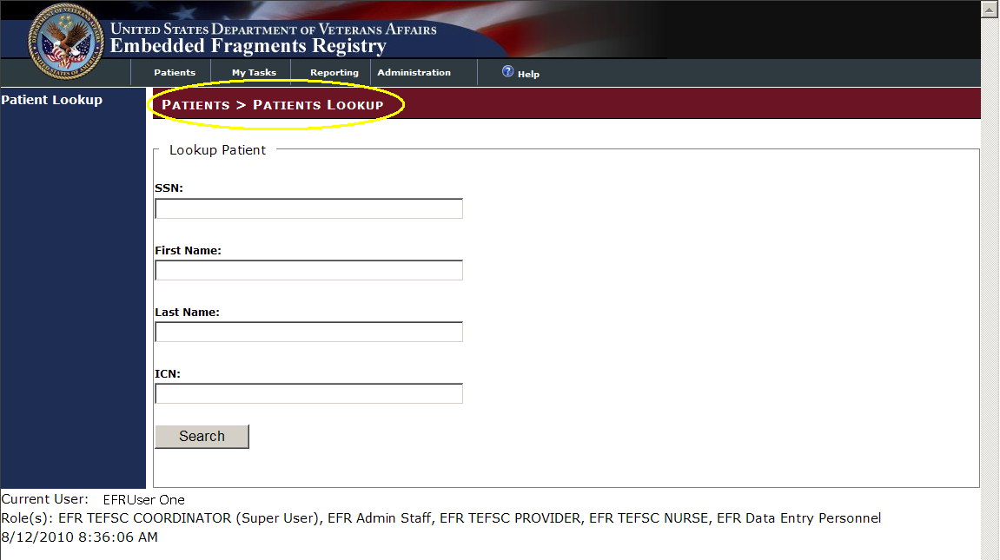 UNITED STATES DEPARTMENT OF VETERANS AFFAIRS
Embedded Fragments Registry
Patients My Tasks Reporting Administration ? Help
Patient Lookup
PATIENTS > PATIENTS LOOKUP
Lookup Patient
SSN:
First Name:
Last Name:
ICN:
Search
Current User: EFRUser One
Role(s): EFR TEFSC COORDINATOR (Super User), EFR Admin Staff, EFR TEFSC PROVIDER, EFR TEFSC NURSE, EFR Data Entry Personnel
8/12/2010 8:36:06 AM